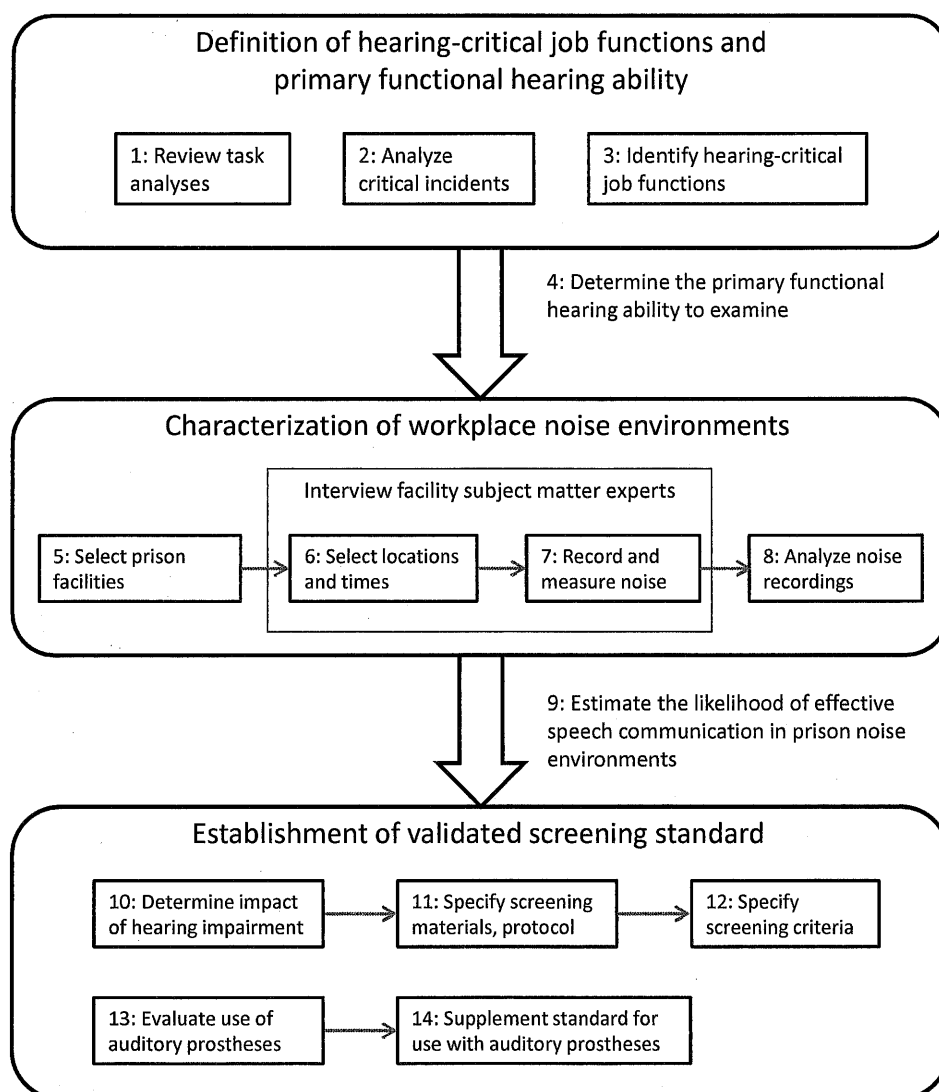 Definition of hearing-critical job functions and
primary functional hearing ability
1: Review task
analyses
2: Analyze
critical incidents
3: Identify hearing-critical
job functions
4: Determine the primary functional
hearing ability to examine
Characterization of workplace noise environments
Interview facility subject matter experts
5: Select prison
facilities
6: Select locations
and times
7: Record and
measure noise
8: Analyze noise
recordings
9: Estimate the likelihood of effective
speech communication in prison noise
environments
Establishment of validated screening standard
10: Determine impact
of hearing impairment
11: Specify screening
materials, protocol
12: Specify
screening criteria
13: Evaluate use of
auditory prostheses
14: Supplement standard for
use with auditory prostheses